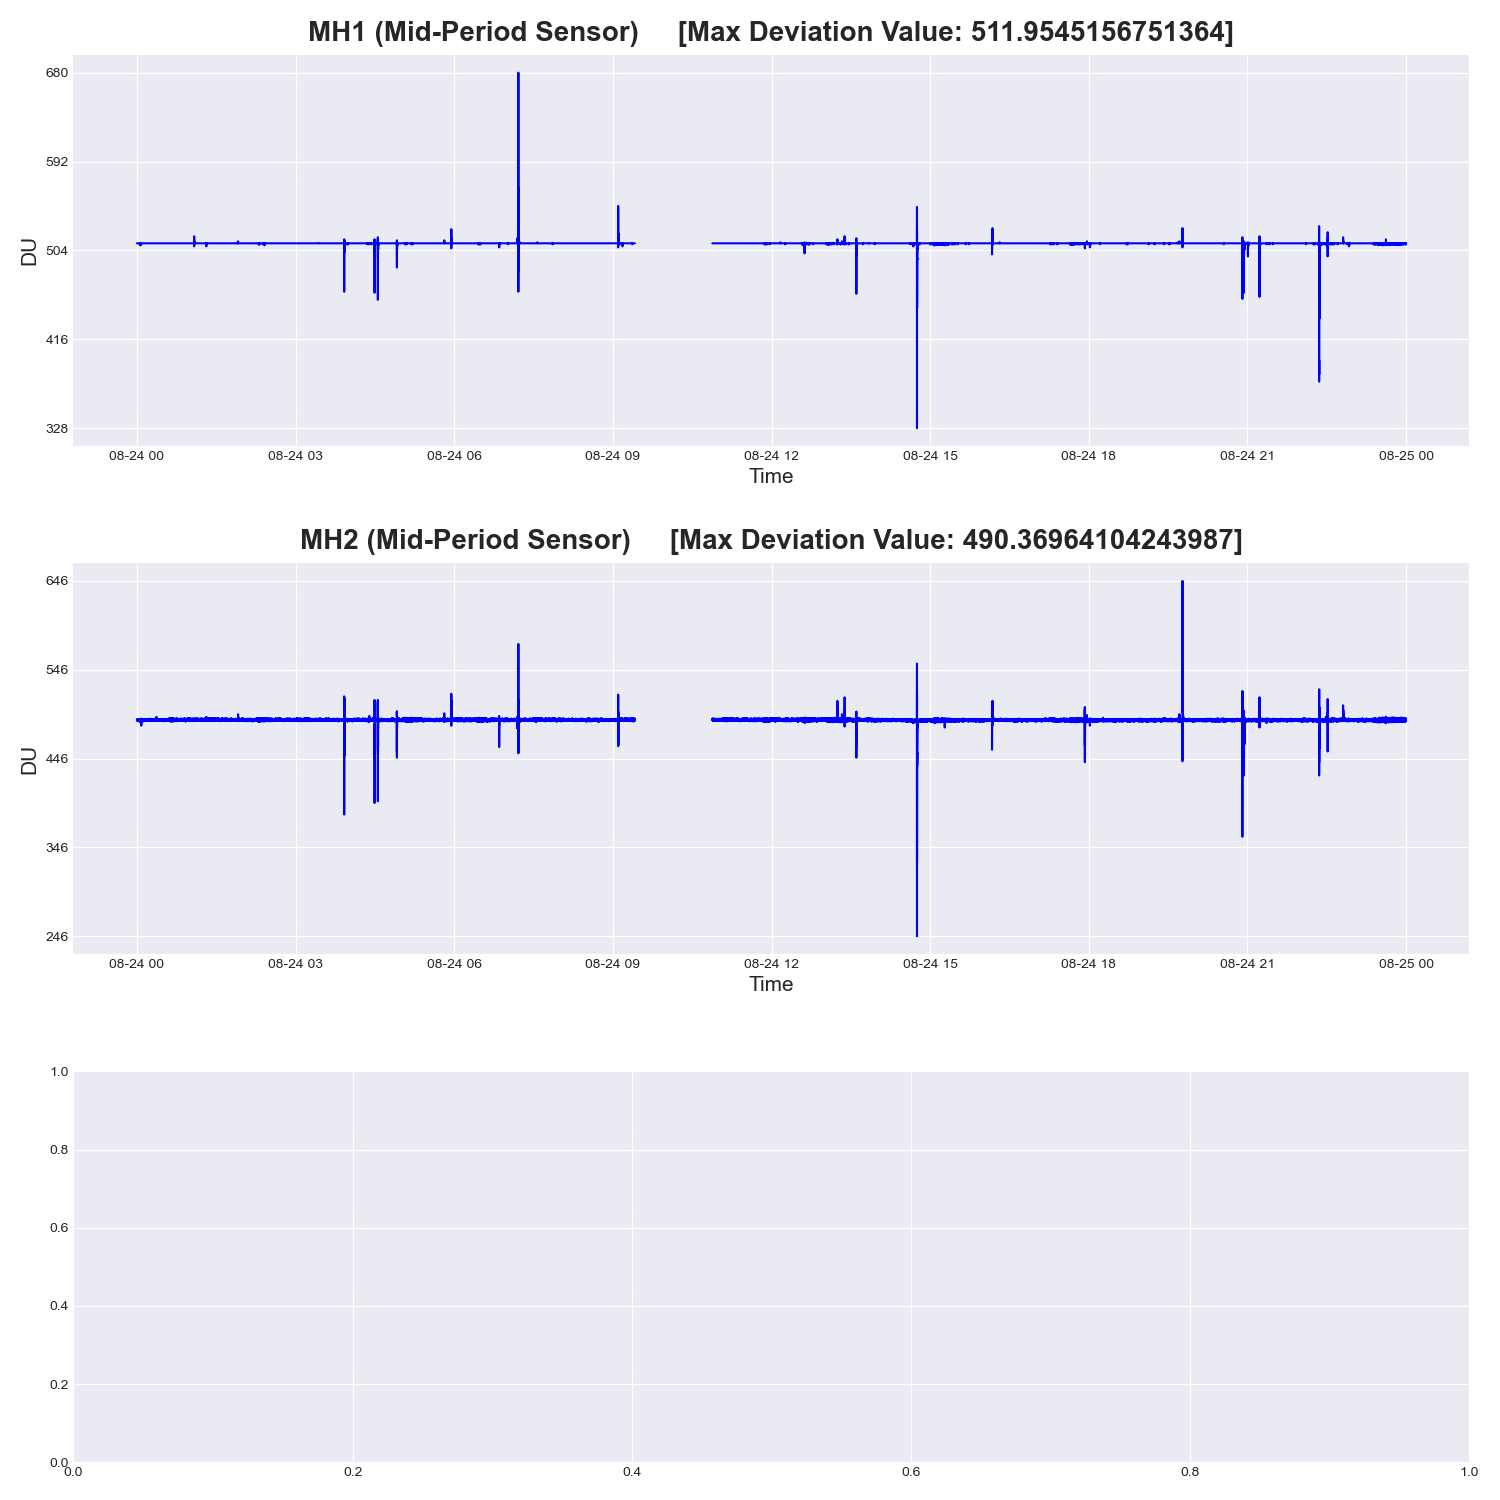 MH1 (Mid-Period Sensor) [Max Deviation Value: 511.9545156751364]
680
592
504
416
328
DU
08-24 00 08-24 03 08-24 06 08-24 09 08-24 12 08-24 15 08-24 18 08-24 21 08-25 00
Time
MH2 (Mid-Period Sensor) [Max Deviation Value: 490.36964104243987]
646
546
446
346
246
DU
08-24 00 08-24 03 08-24 06 08-24 09 08-24 12 08-24 15 08-24 18 08-24 21 08-25 00
Time
1.0
0.8
0.6
0.4
0.2
0.0
0.0 0.2 0.4 0.6 0.8 1.0